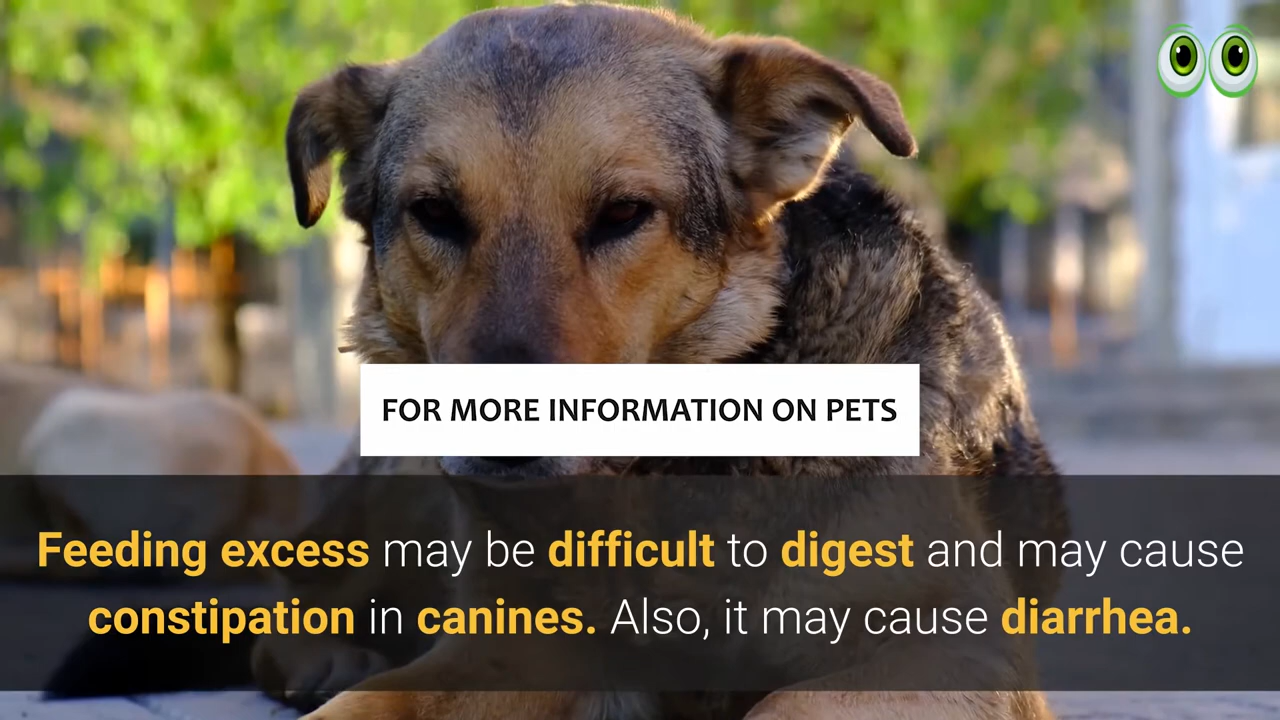 FOR MORE INFORMATION ON PETS
Feeding excess may be difficult to digest and may cause
constipation in canines. Also, it may cause diarrhea.